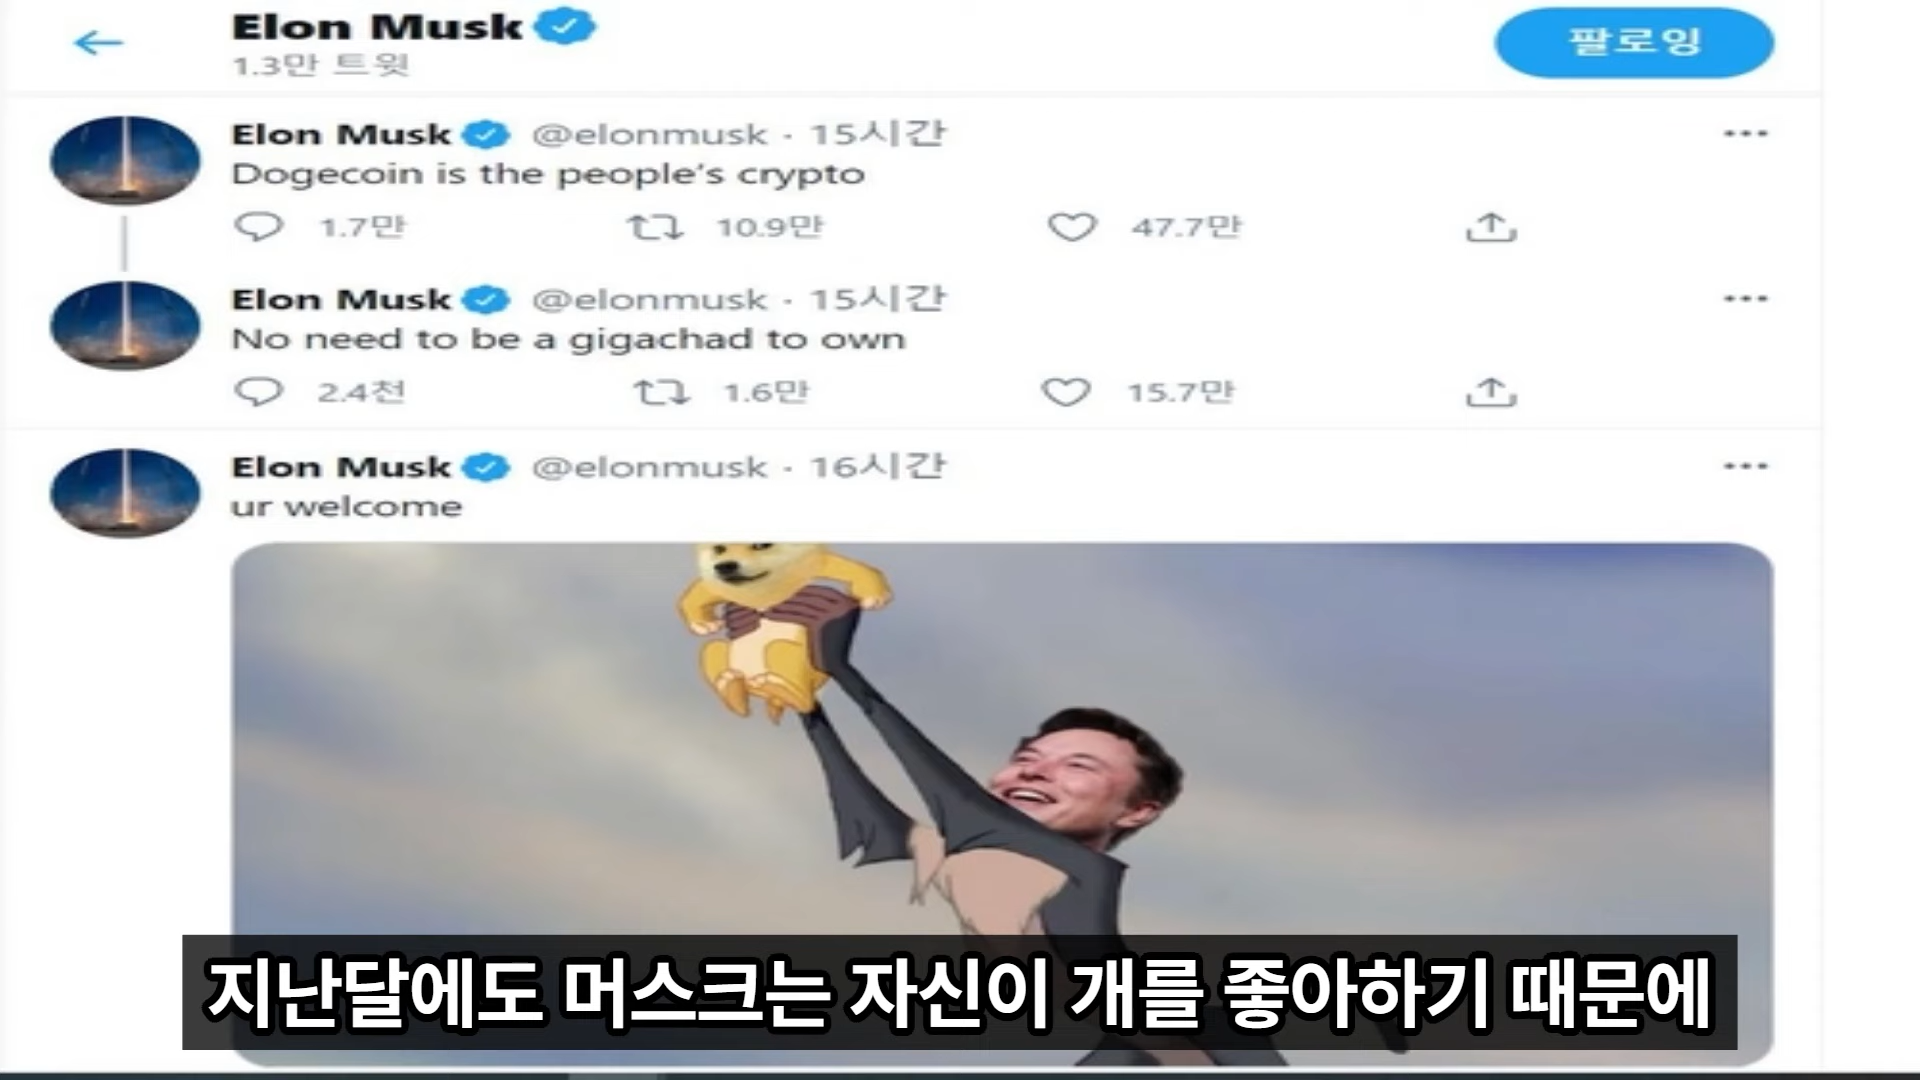 Elon Musk
1.3만 트윗
팔로잉
Elon Musk @elonmusk · 15시간
Dogecoin is the people's crypto
1.7만 10.9만 47.7만
Elon Musk @elonmusk · 15시간
No need to be a gigachad to own
2.4천 1.6만 15.7만
Elon Musk @elonmusk · 16시간
ur welcome
지난달에도 머스크는 자신이 개를 좋아하기 때문에